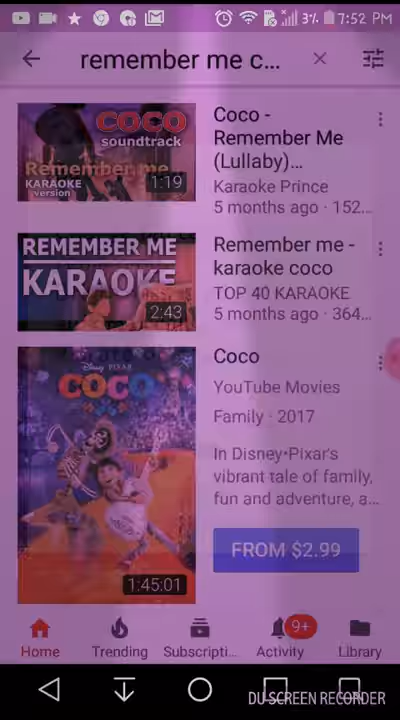 3% 7:52 PM
remember me c...
COCO
soundtrack
Remember me
KARAOKE
version
1:19
Coco -
Remember Me
(Lullaby)...
Karaoke Prince
5 months ago · 152...
REMEMBER ME
KARAOKE
2:43
Remember me -
karaoke coco
TOP 40 KARAOKE
5 months ago · 364...
Disney PIXAR
COCO
1:45:01
Coco
YouTube Movies
Family · 2017
In Disney•Pixar's
vibrant tale of family,
fun and adventure, a...
FROM $2.99
9+
Home Trending Subscripti... Activity Library
DU SCREEN RECORDER